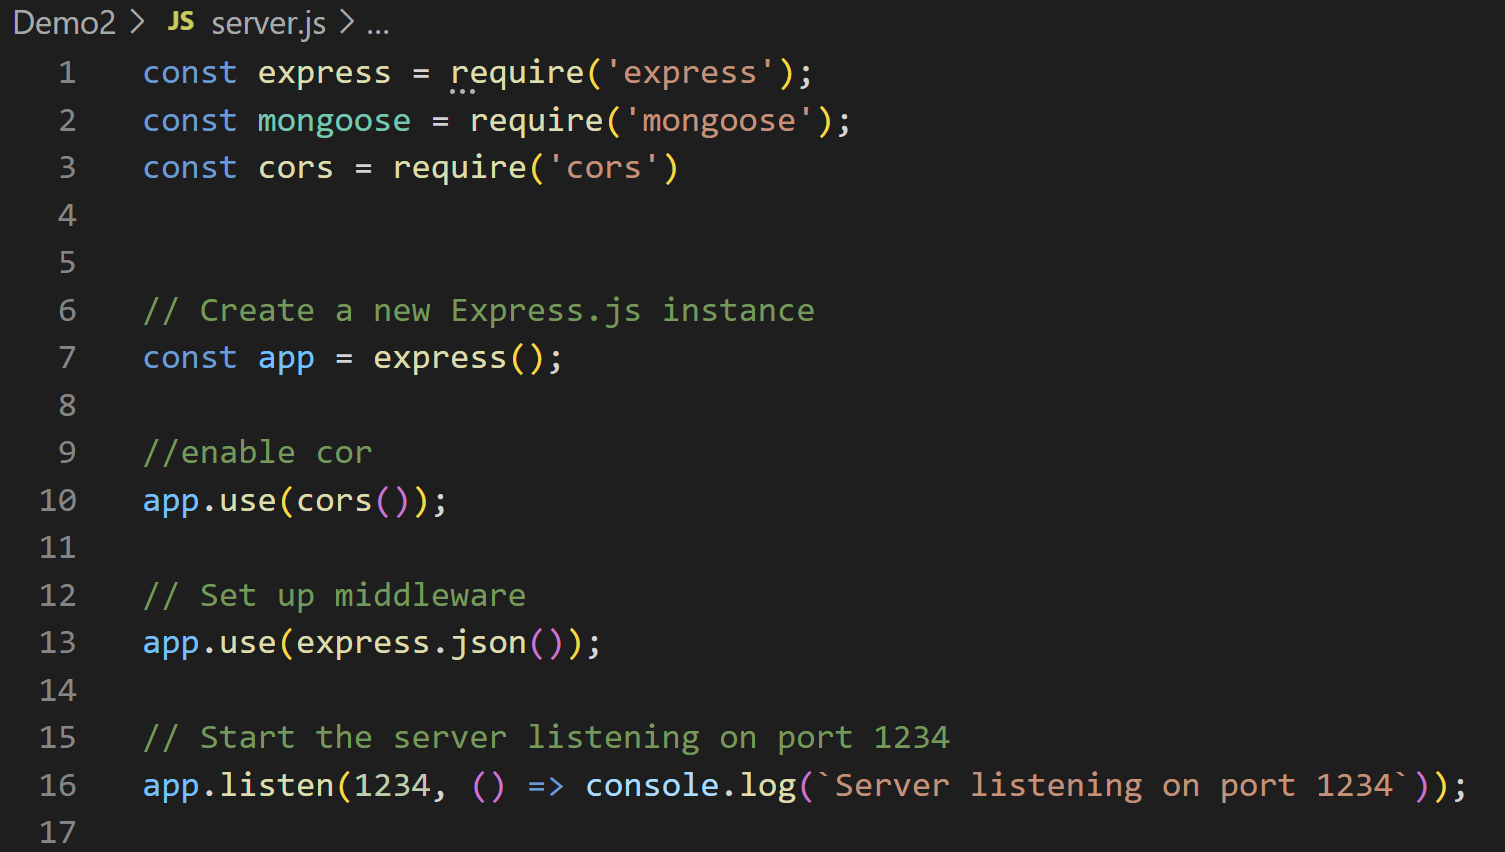 Demo2 > JS server.js > ...
1 const express = require('express');
2 const mongoose = require('mongoose');
3 const cors = require('cors')
4
5
6 // Create a new Express.js instance
7 const app = express();
8
9 //enable cor
10 app.use(cors());
11
12 // Set up middleware
13 app.use(express.json());
14
15 // Start the server listening on port 1234
16 app.listen(1234, () => console.log(`Server listening on port 1234`));
17